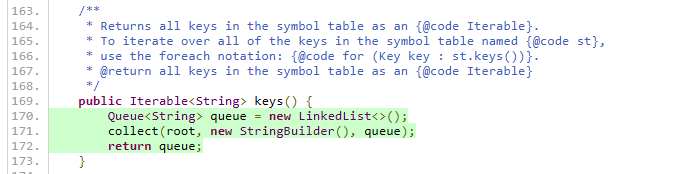 163. /**
164. * Returns all keys in the symbol table as an {@code Iterable}.
165. * To iterate over all of the keys in the symbol table named {@code st},
166. * use the foreach notation: {@code for (Key key : st.keys())}.
167. * @return all keys in the symbol table as an {@code Iterable}
168. */
169. public Iterable<String> keys() {
170. Queue<String> queue = new LinkedList<>();
171. collect(root, new StringBuilder(), queue);
172. return queue;
173. }